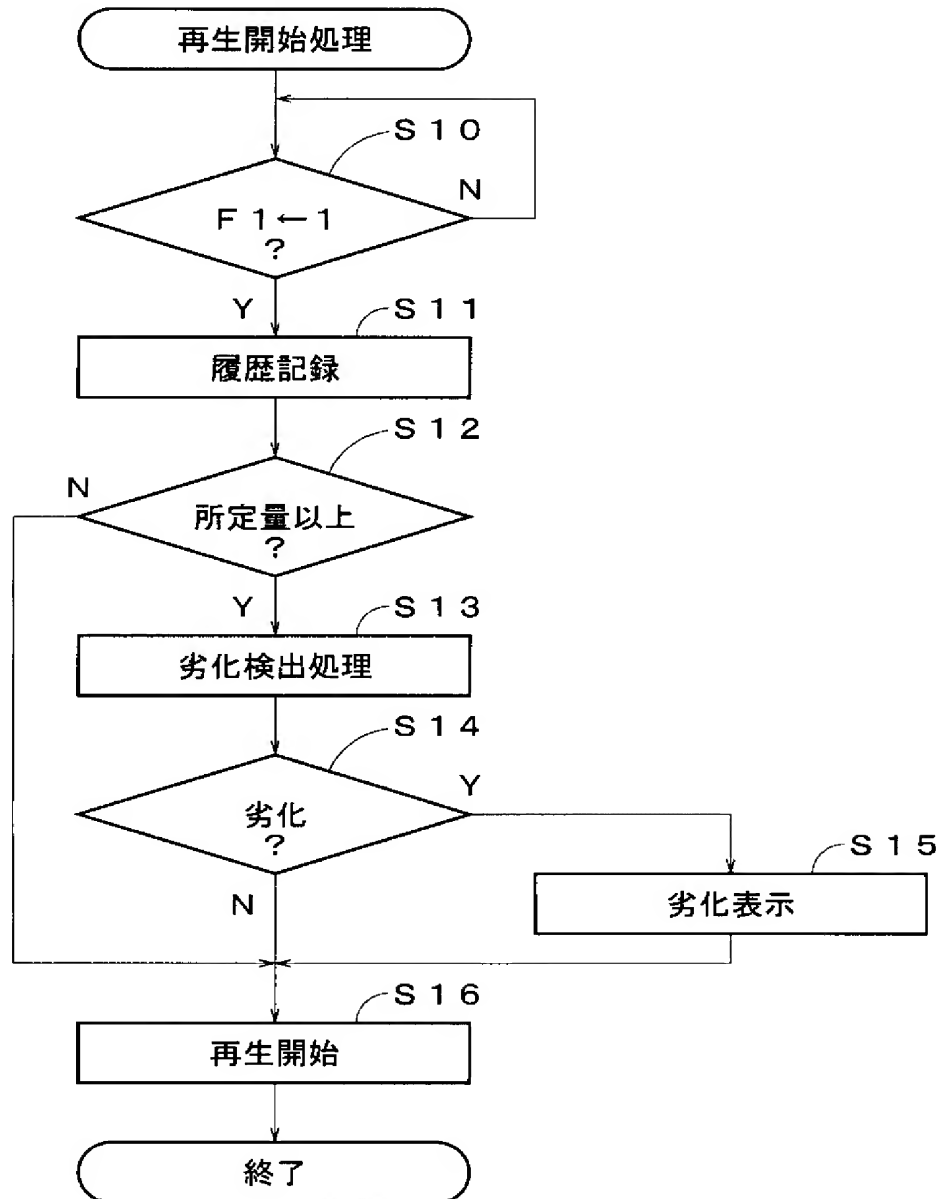 再生開始処理
S10
F1←1
?
N
Y
S11
履歴記録
S12
N
所定量以上
?
Y
S13
劣化検出処理
S14
劣化
?
Y
N
S15
劣化表示
S16
再生開始
終了